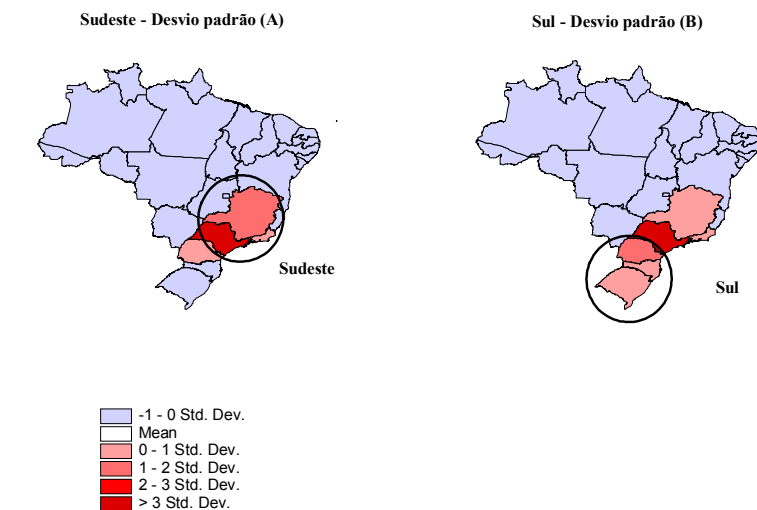 Sudeste - Desvio padrão (A)
Sul - Desvio padrão (B)
Sudeste
Sul
-1 - 0 Std. Dev.
Mean
0 - 1 Std. Dev.
1 - 2 Std. Dev.
2 - 3 Std. Dev.
> 3 Std. Dev.